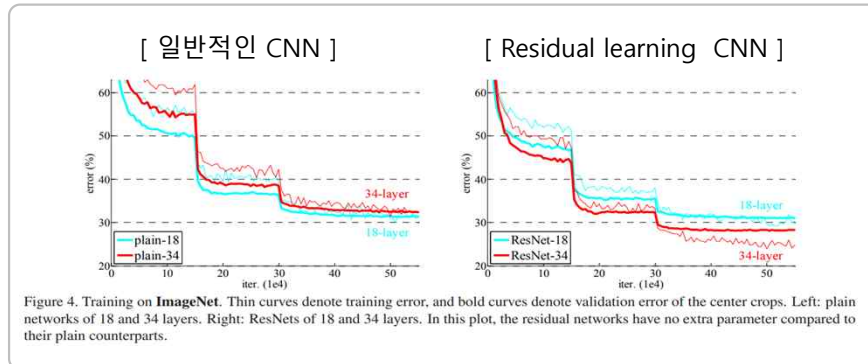 [ 일반적인 CNN ]
[ Residual learning CNN ]
60
50
40
30
20
0
10
20
30
40
50
error (%)
iter. (1e4)
34-layer
18-layer
plain-18
plain-34
60
50
40
30
20
0
10
20
30
40
50
error (%)
iter. (1e4)
18-layer
34-layer
ResNet-18
ResNet-34
Figure 4. Training on ImageNet. Thin curves denote training error, and bold curves denote validation error of the center crops. Left: plain
networks of 18 and 34 layers. Right: ResNets of 18 and 34 layers. In this plot, the residual networks have no extra parameter compared to
their plain counterparts.